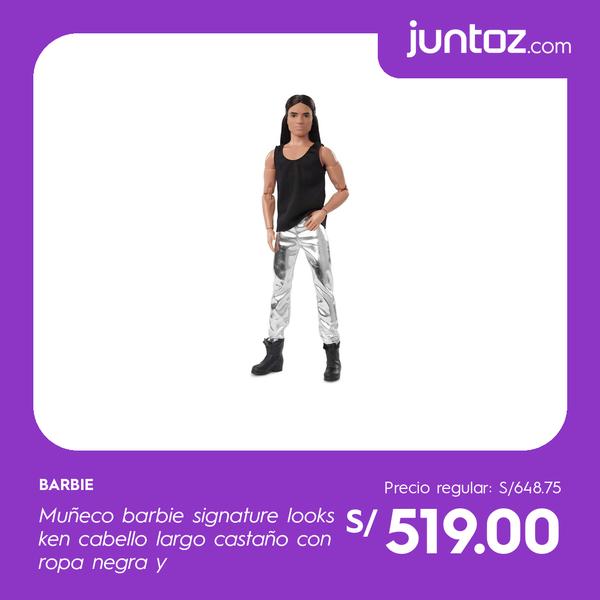 juntoz.com
BARBIE
Muñeco barbie signature looks
ken cabello largo castaño con
ropa negra y
Precio regular: S/648.75
S/ 519.00